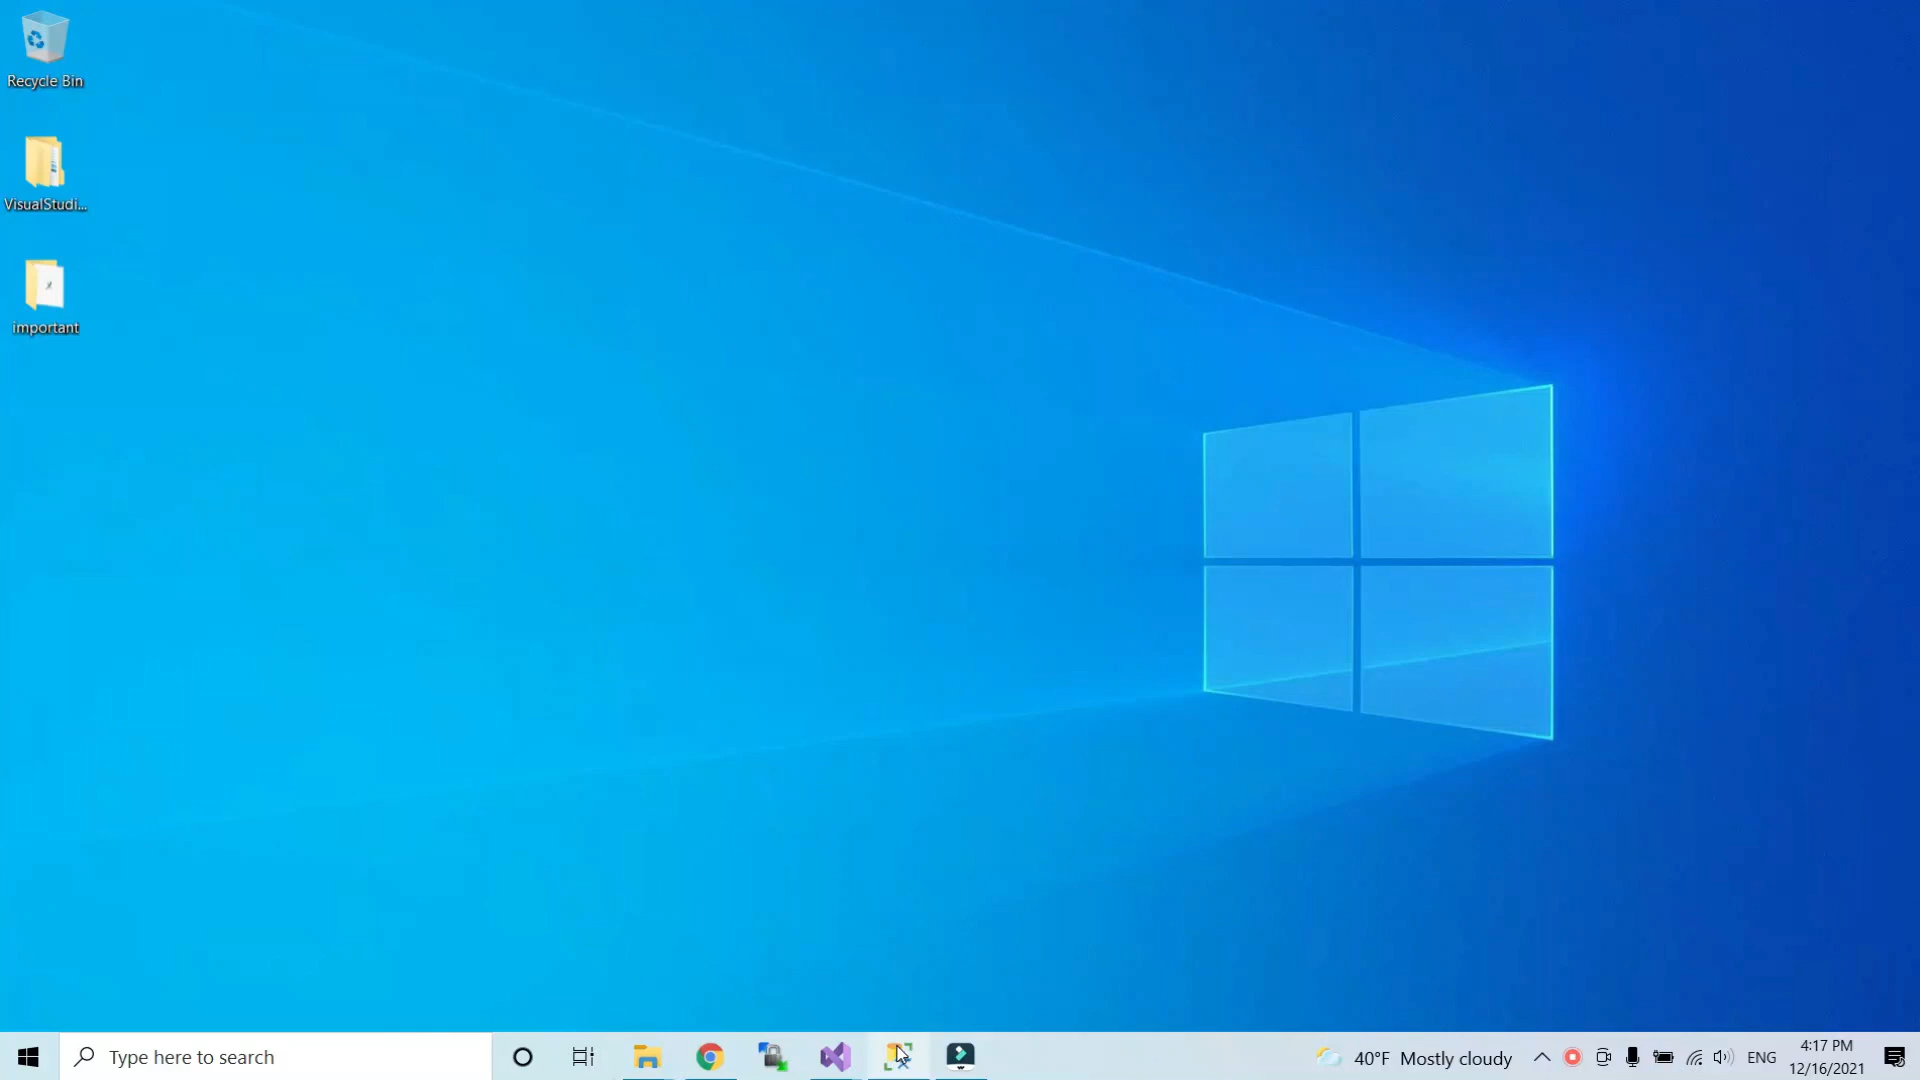 Recycle Bin
VisualStudi...
important
Type here to search
40°F Mostly cloudy
ENG
4:17 PM
12/16/2021